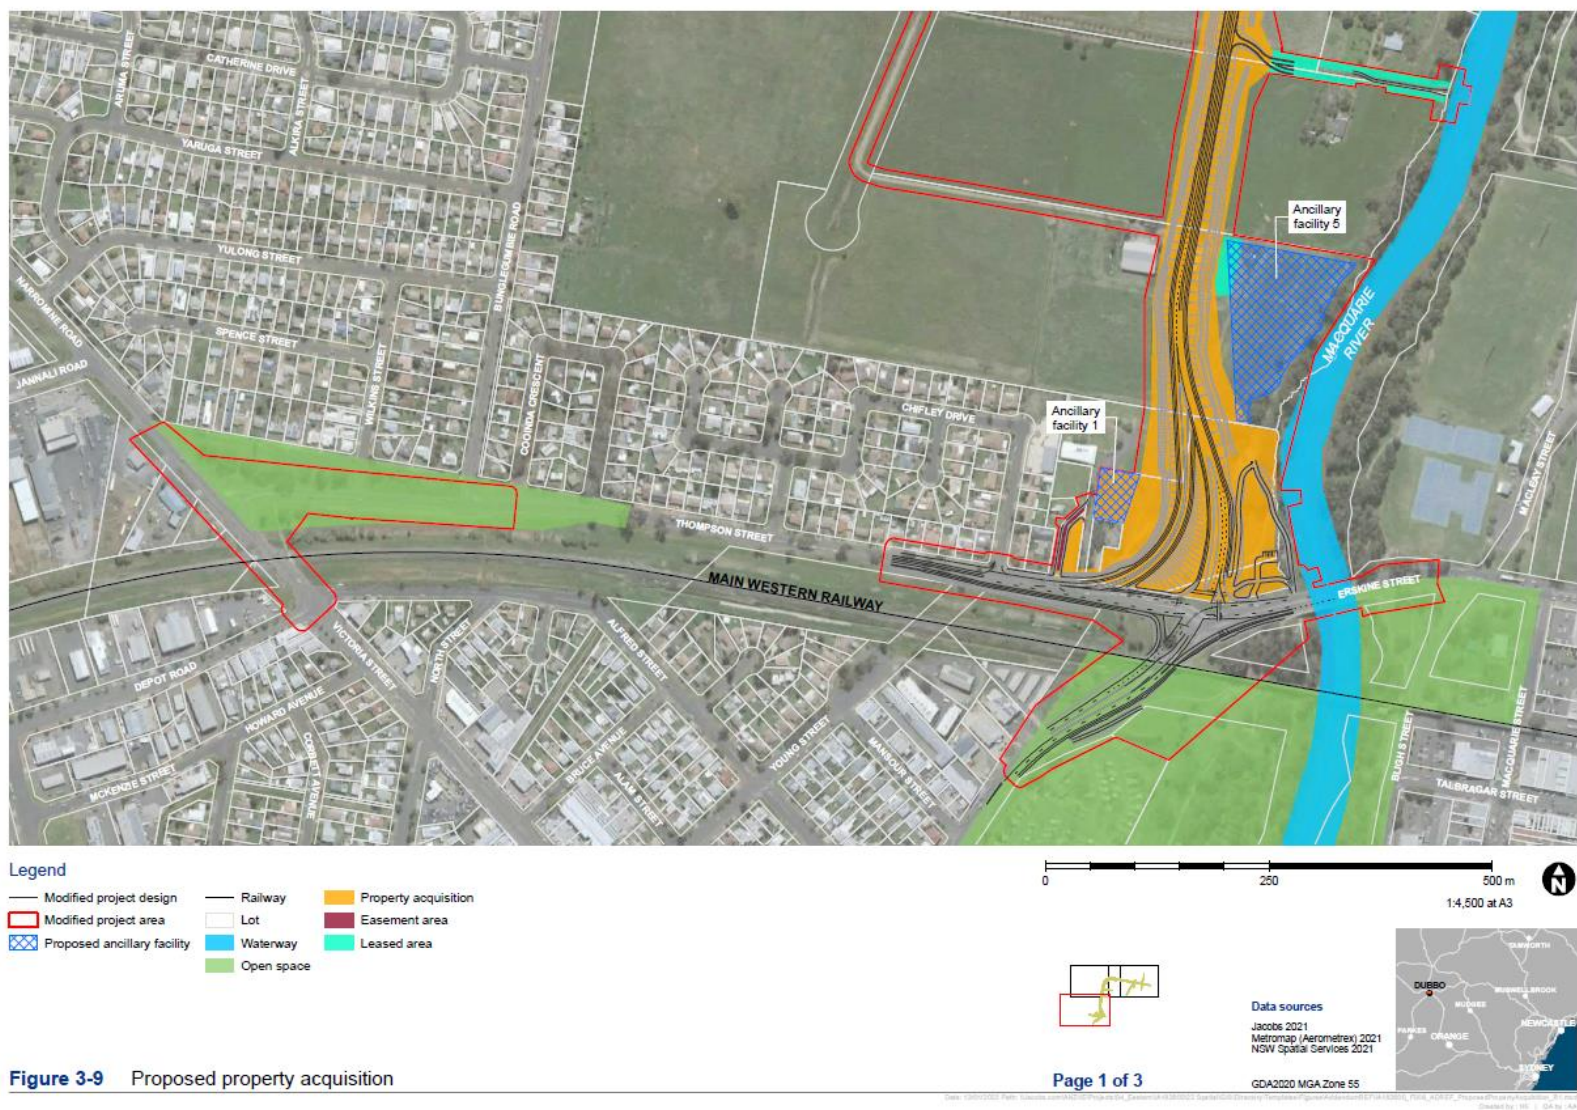 CATHERINE DRIVE
ARUMA STREET
ALKIRA STREET
YARUGA STREET
YULONG STREET
BUNGLEGUMBIE ROAD
NARROMINE ROAD
SPENCE STREET
JANNALI ROAD
WILKINS STREET
COOINDA CRESCENT
CHIFLEY DRIVE
Ancillary
facility 5
Ancillary
facility 1
MACQUARIE
RIVER
MACLEAY STREET
THOMPSON STREET
MAIN WESTERN RAILWAY
ERSKINE STREET
DEPOT ROAD
VICTORIA STREET
NORTH STREET
ALFRED STREET
HOWARD AVENUE
CORBETT AVENUE
MCKENZIE STREET
BRUCE AVENUE
ALAM STREET
YOUNG STREET
MANSOUR STREET
BLIGH STREET
MACQUARIE STREET
TALBRAGAR STREET
Legend
Modified project design
Modified project area
Proposed ancillary facility
Railway
Lot
Waterway
Open space
Property acquisition
Easement area
Leased area
0 250 500 m
N
1:4,500 at A3
TAMWORTH
DUBBO
MUSWELLBROOK
MUDGEE
NEWCASTLE
PARKES
ORANGE
SYDNEY
Data sources
Jacobs 2021
Metromap (Aerometrex) 2021
NSW Spatial Services 2021
GDA2020 MGA Zone 55
Page 1 of 3
Figure 3-9 Proposed property acquisition